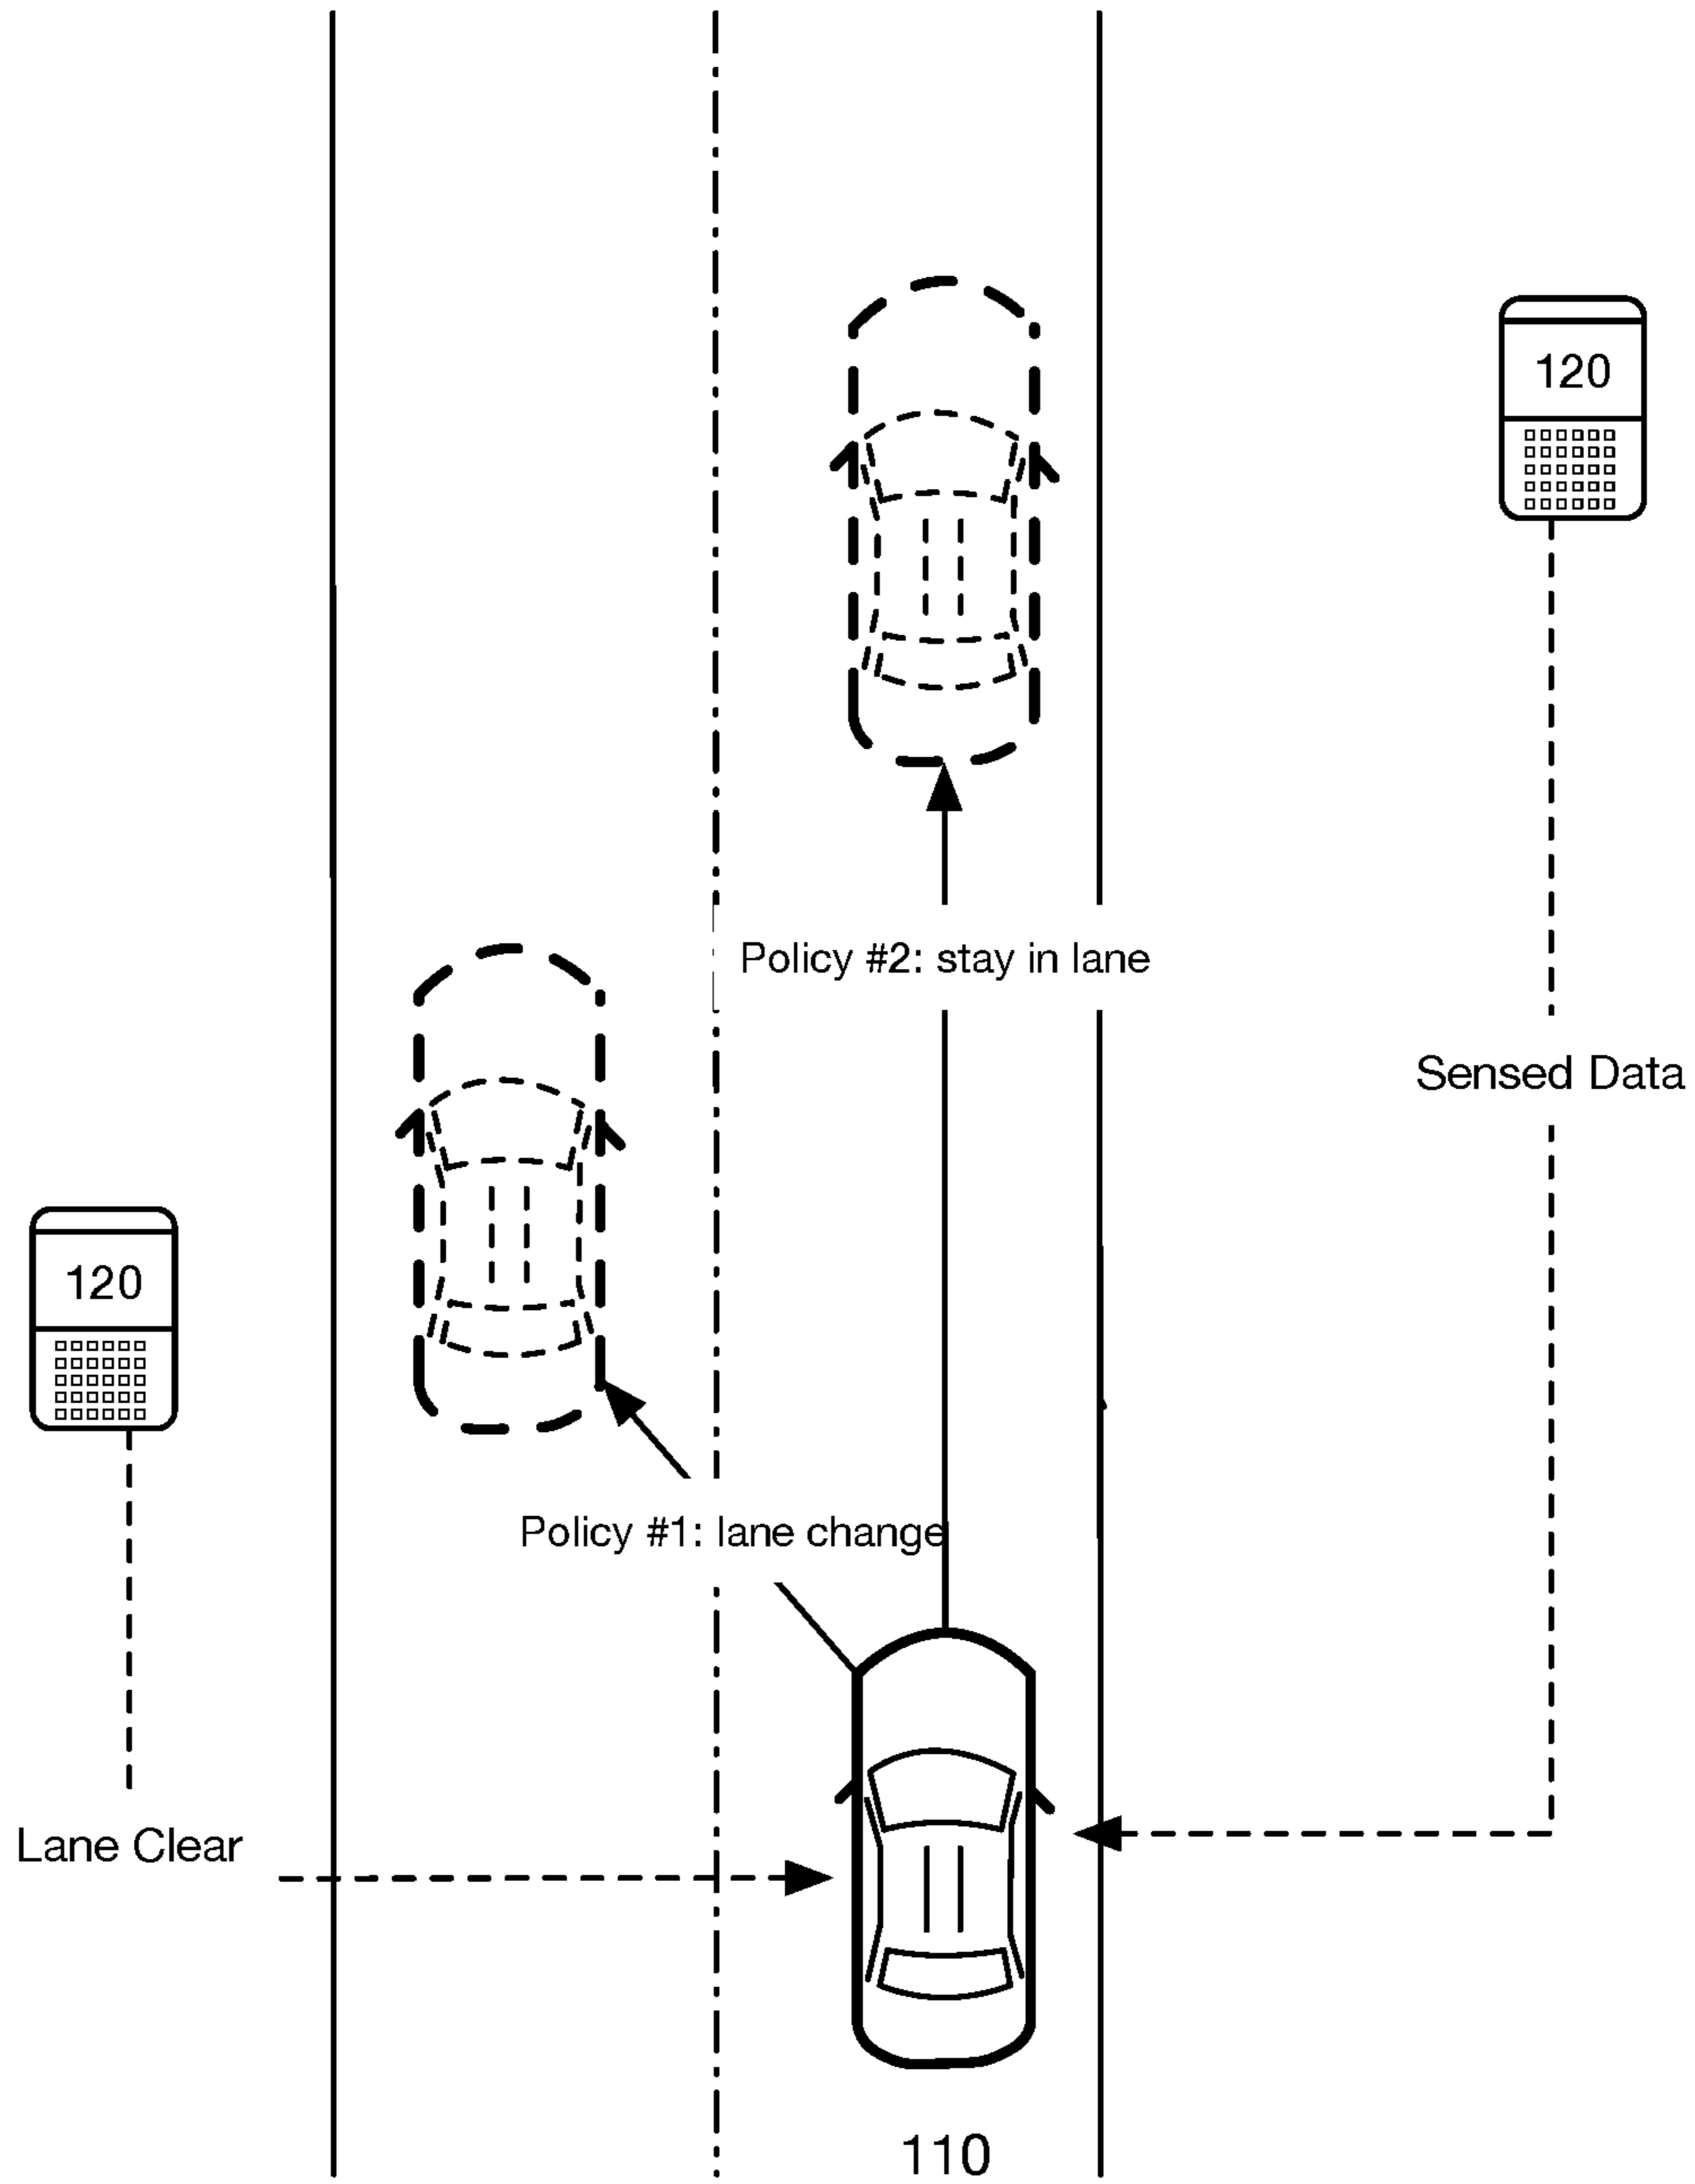 120
Policy #2: stay in lane
Sensed Data
120
Policy #1: lane change
Lane Clear
110